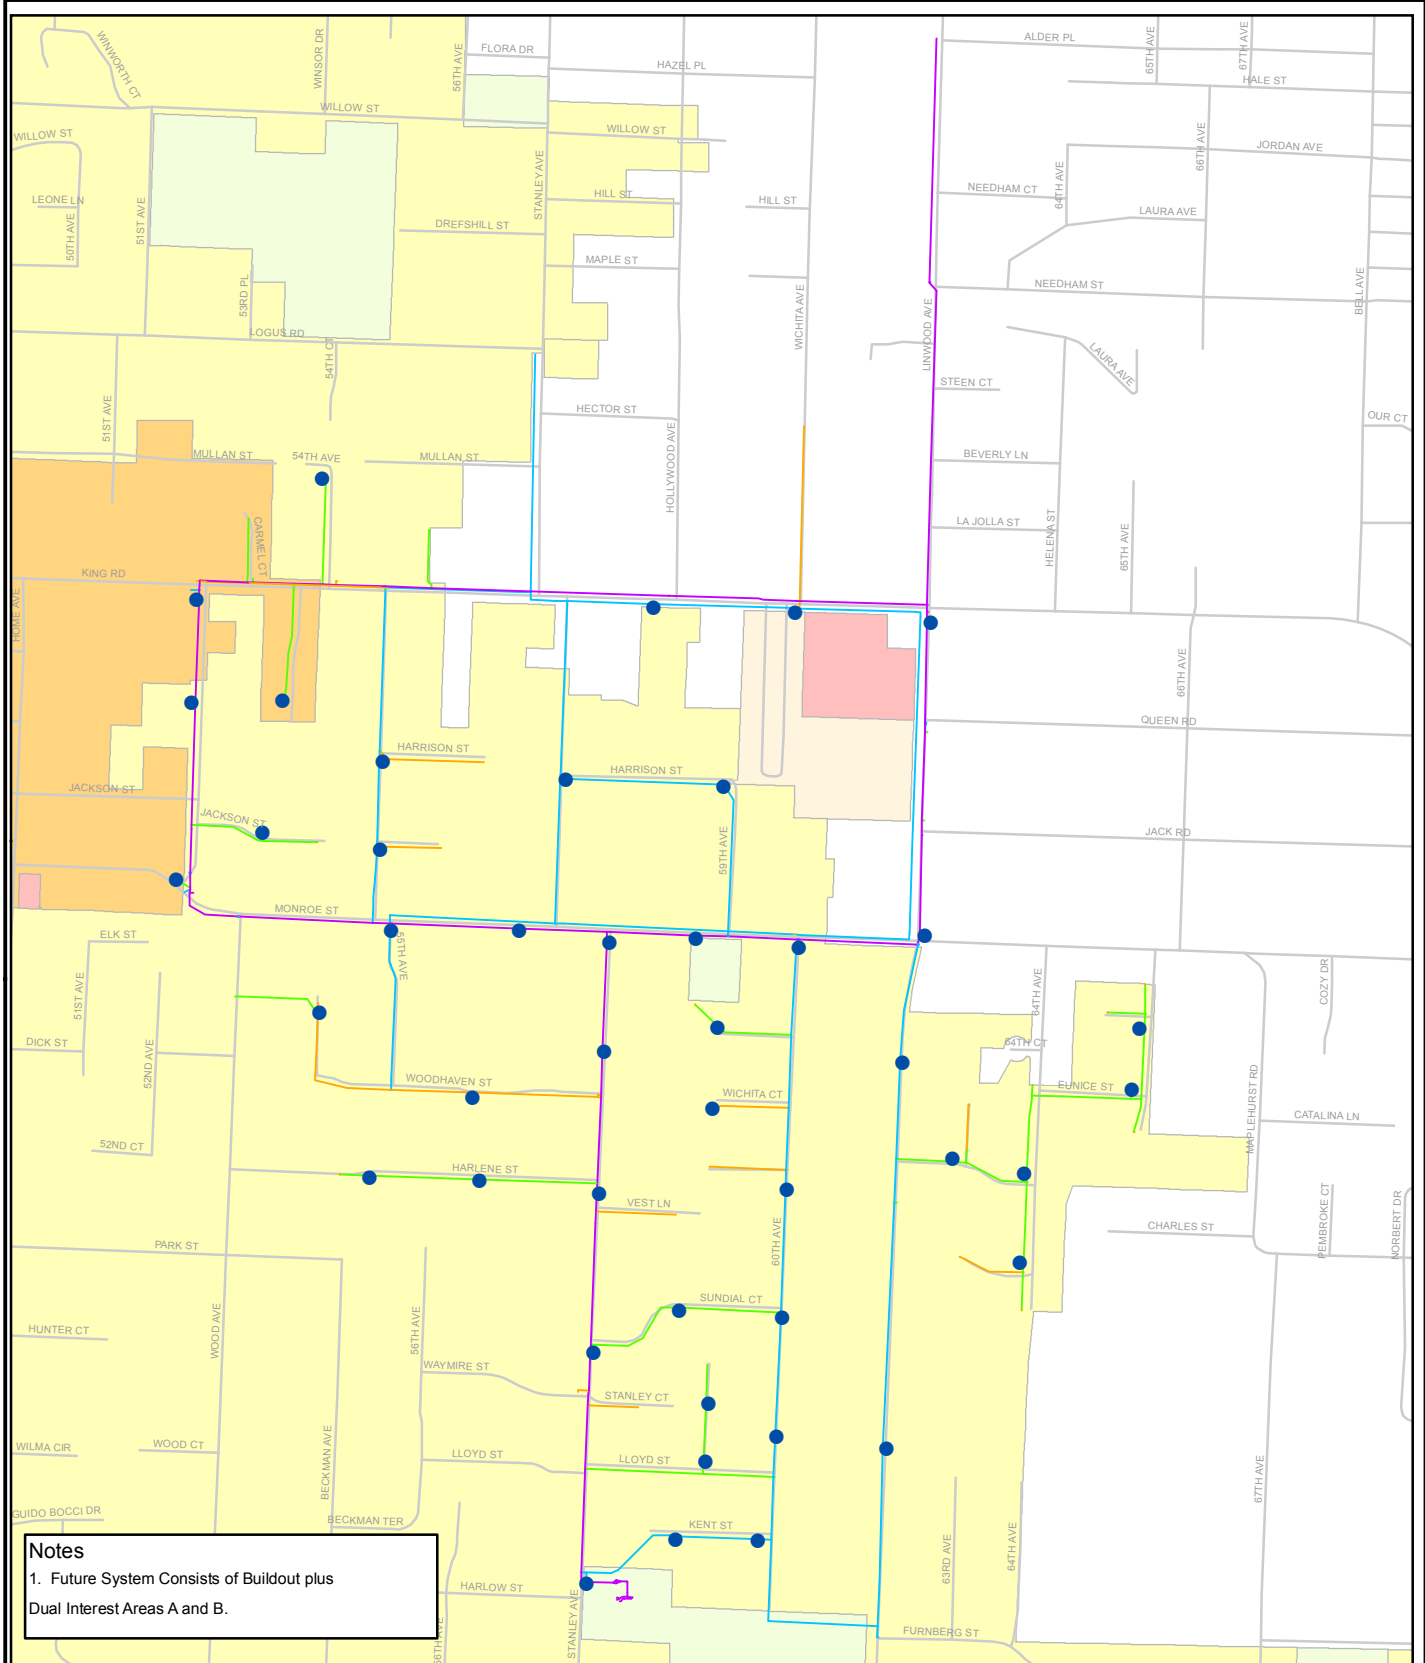 WINWORTH CT
WINSOR DR
56TH AVE
FLORA DR
HAZEL PL
ALDER PL
65TH AVE
67TH AVE
HALE ST
WILLOW ST
WILLOW ST
WILLOW ST
66TH AVE
JORDAN AVE
LEONE LN
50TH AVE
51ST AVE
STANLEY AVE
HILL ST
HILL ST
NEEDHAM CT
64TH AVE
LAURA AVE
DREFSHILL ST
MAPLE ST
53RD PL
WICHITA AVE
LINWOOD AVE
NEEDHAM ST
BELL AVE
LOGUS RD
54TH CT
LAURA AVE
STEEN CT
51ST AVE
HECTOR ST
HOLLYWOOD AVE
OUR CT
MULLAN ST
54TH AVE
MULLAN ST
BEVERLY LN
CARMEL CT
LA JOLLA ST
HELENA ST
65TH AVE
KING RD
HOME AVE
66TH AVE
QUEEN RD
HARRISON ST
HARRISON ST
JACKSON ST
JACKSON ST
59TH AVE
JACK RD
MONROE ST
ELK ST
55TH AVE
51ST AVE
64TH AVE
COZY DR
DICK ST
52ND AVE
64TH CT
WOODHAVEN ST
WICHITA CT
EUNICE ST
MAPLEHURST RD
CATALINA LN
52ND CT
HARLENE ST
VEST LN
PEMBROKE CT
NORBERT DR
CHARLES ST
PARK ST
60TH AVE
SUNDIAL CT
HUNTER CT
WOOD AVE
56TH AVE
WAYMIRE ST
STANLEY CT
WILMA CIR
WOOD CT
BECKMAN AVE
LLOYD ST
LLOYD ST
67TH AVE
GUIDO BOCCI DR
BECKMAN TER
KENT ST
63RD AVE
64TH AVE
Notes
1. Future System Consists of Buildout plus
Dual Interest Areas A and B.
HARLOW ST
STANLEY AVE
56TH AVE
FURNBERG ST